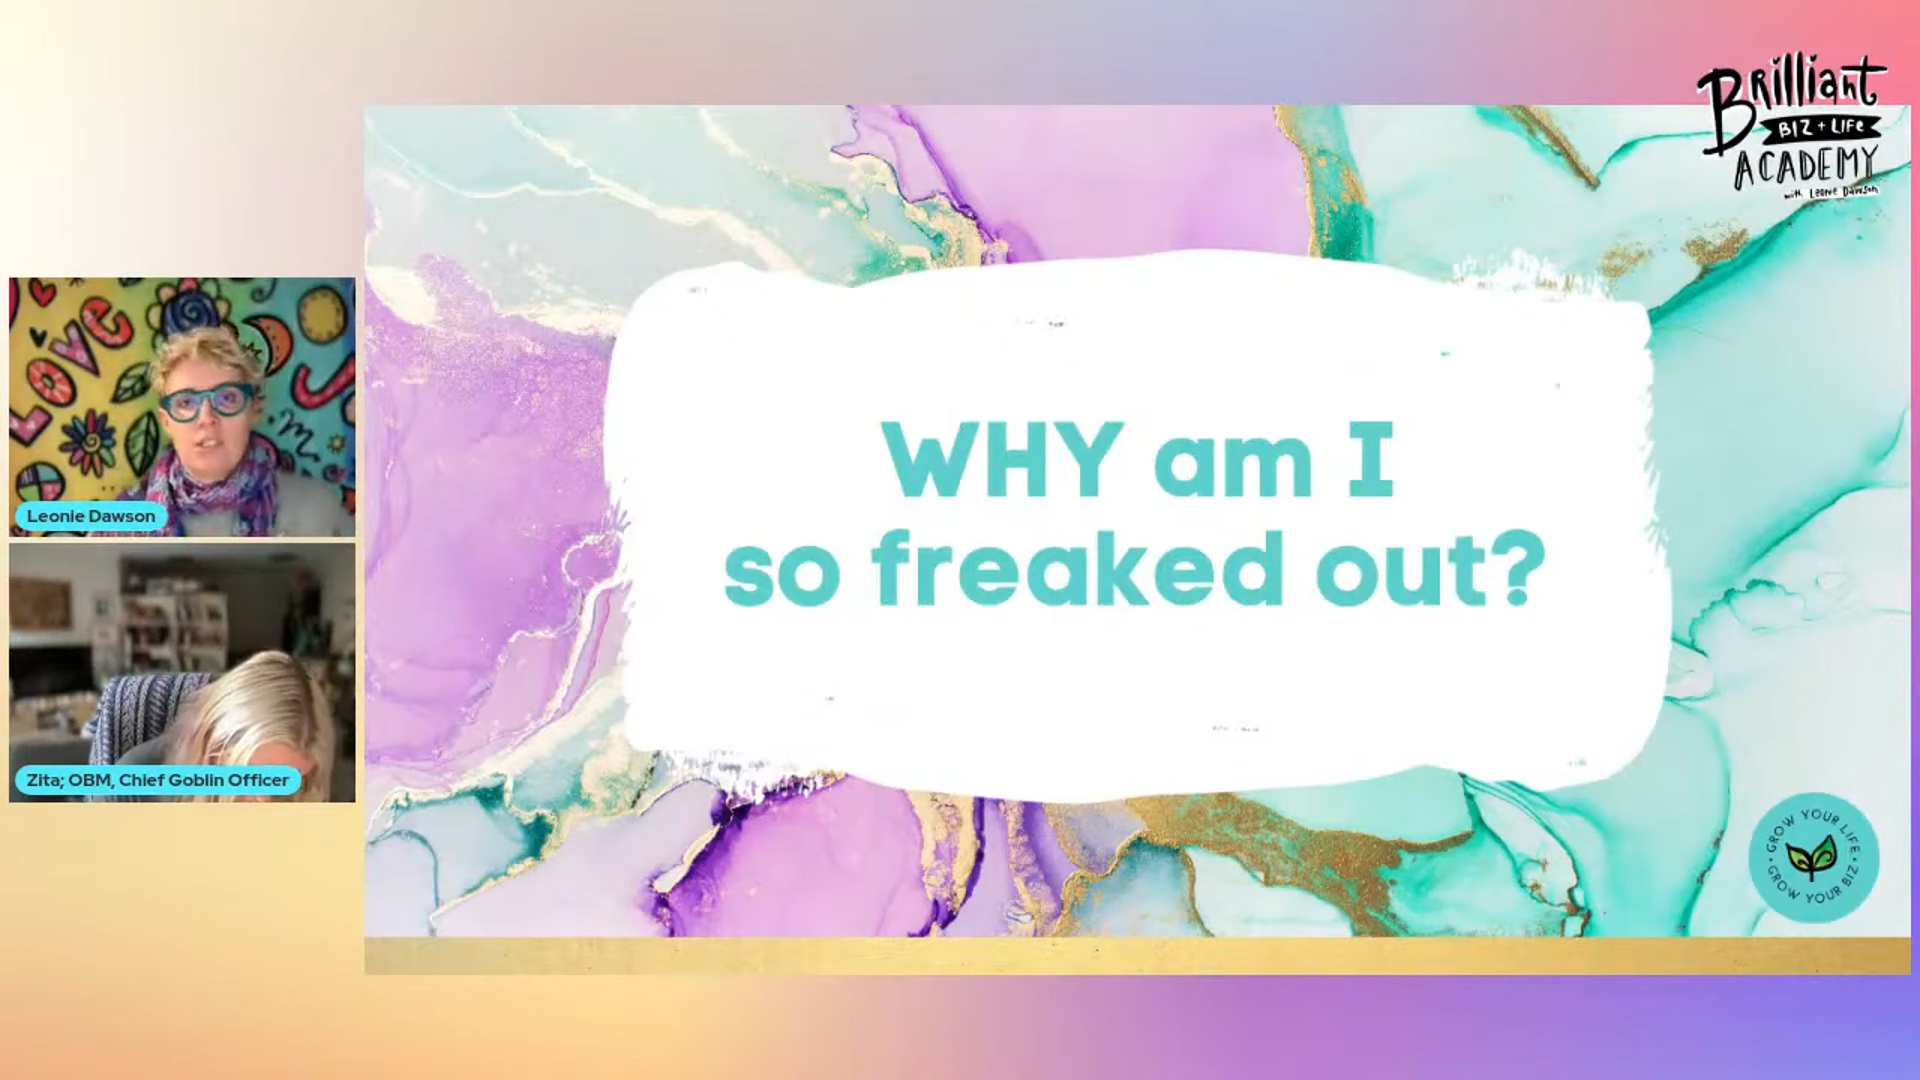 Brilliant
BIZ + LIFE
ACADEMY
with Leonie Dawson
LOVE
Leonie Dawson
Zita; OBM, Chief Goblin Officer
WHY am I
so freaked out?
GROW YOUR LIFE
GROW YOUR BIZ